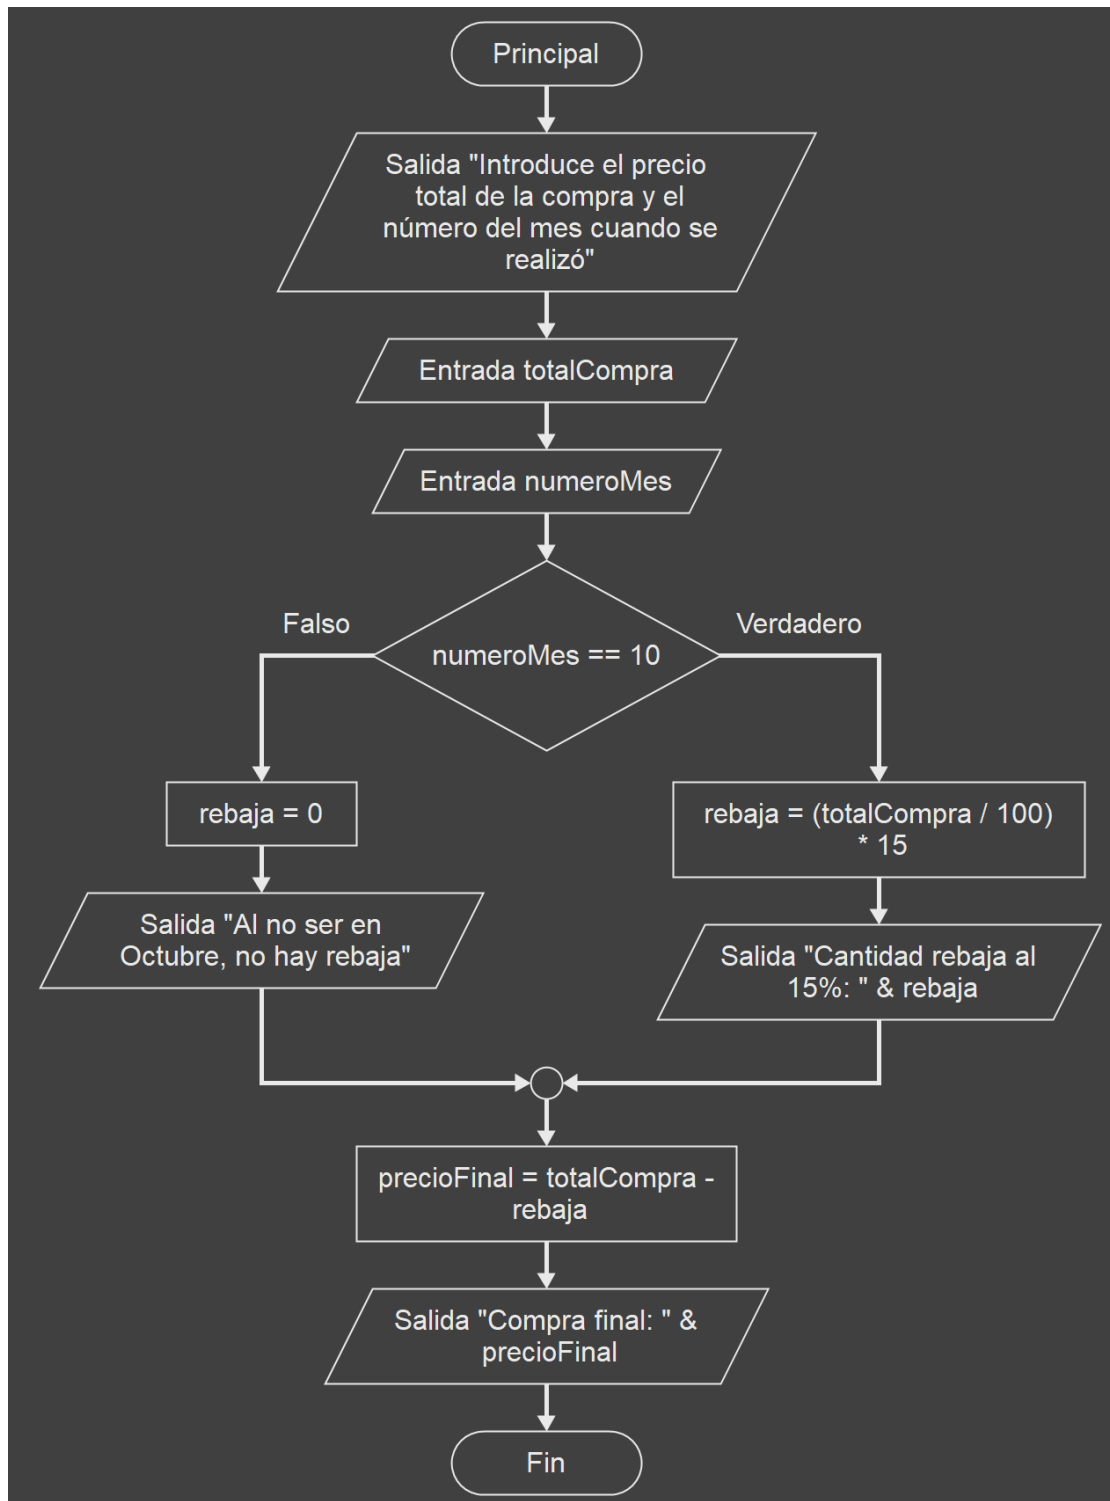 Principal
Salida "Introduce el precio
total de la compra y el
número del mes cuando se
realizó"
Entrada totalCompra
Entrada numeroMes
Falso
Verdadero
numeroMes == 10
rebaja = 0
rebaja = (totalCompra / 100)
* 15
Salida "Al no ser en
Octubre, no hay rebaja"
Salida "Cantidad rebaja al
15%: " & rebaja
precioFinal = totalCompra -
rebaja
Salida "Compra final: " &
precioFinal
Fin